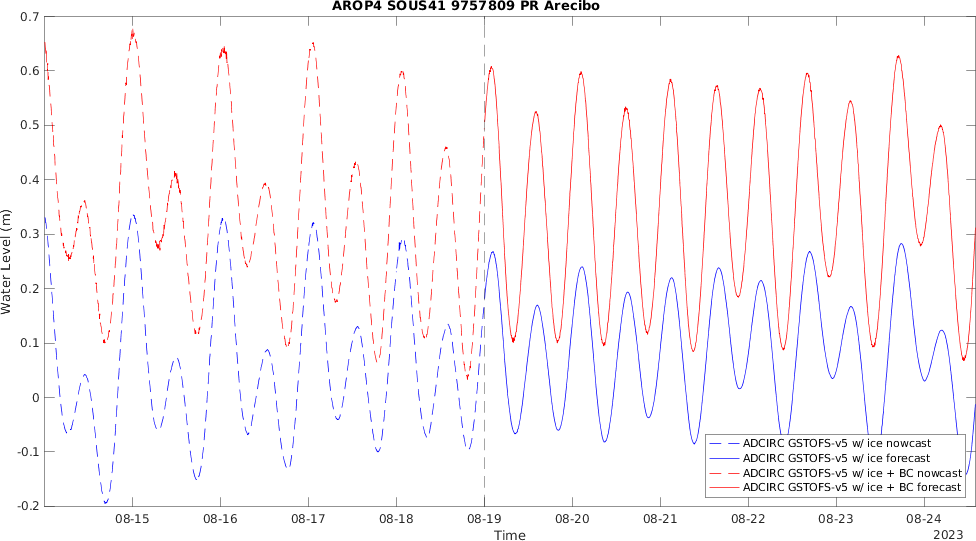 AROP4 SOUS41 9757809 PR Arecibo
0.7
0.6
0.5
0.4
0.3
0.2
0.1
0
-0.1
-0.2
Water Level (m)
ADCIRC GSTOFS-v5 w/ ice nowcast
ADCIRC GSTOFS-v5 w/ ice forecast
ADCIRC GSTOFS-v5 w/ ice + BC nowcast
ADCIRC GSTOFS-v5 w/ ice + BC forecast
08-15 08-16 08-17 08-18 08-19 08-20 08-21 08-22 08-23 08-24
Time
2023